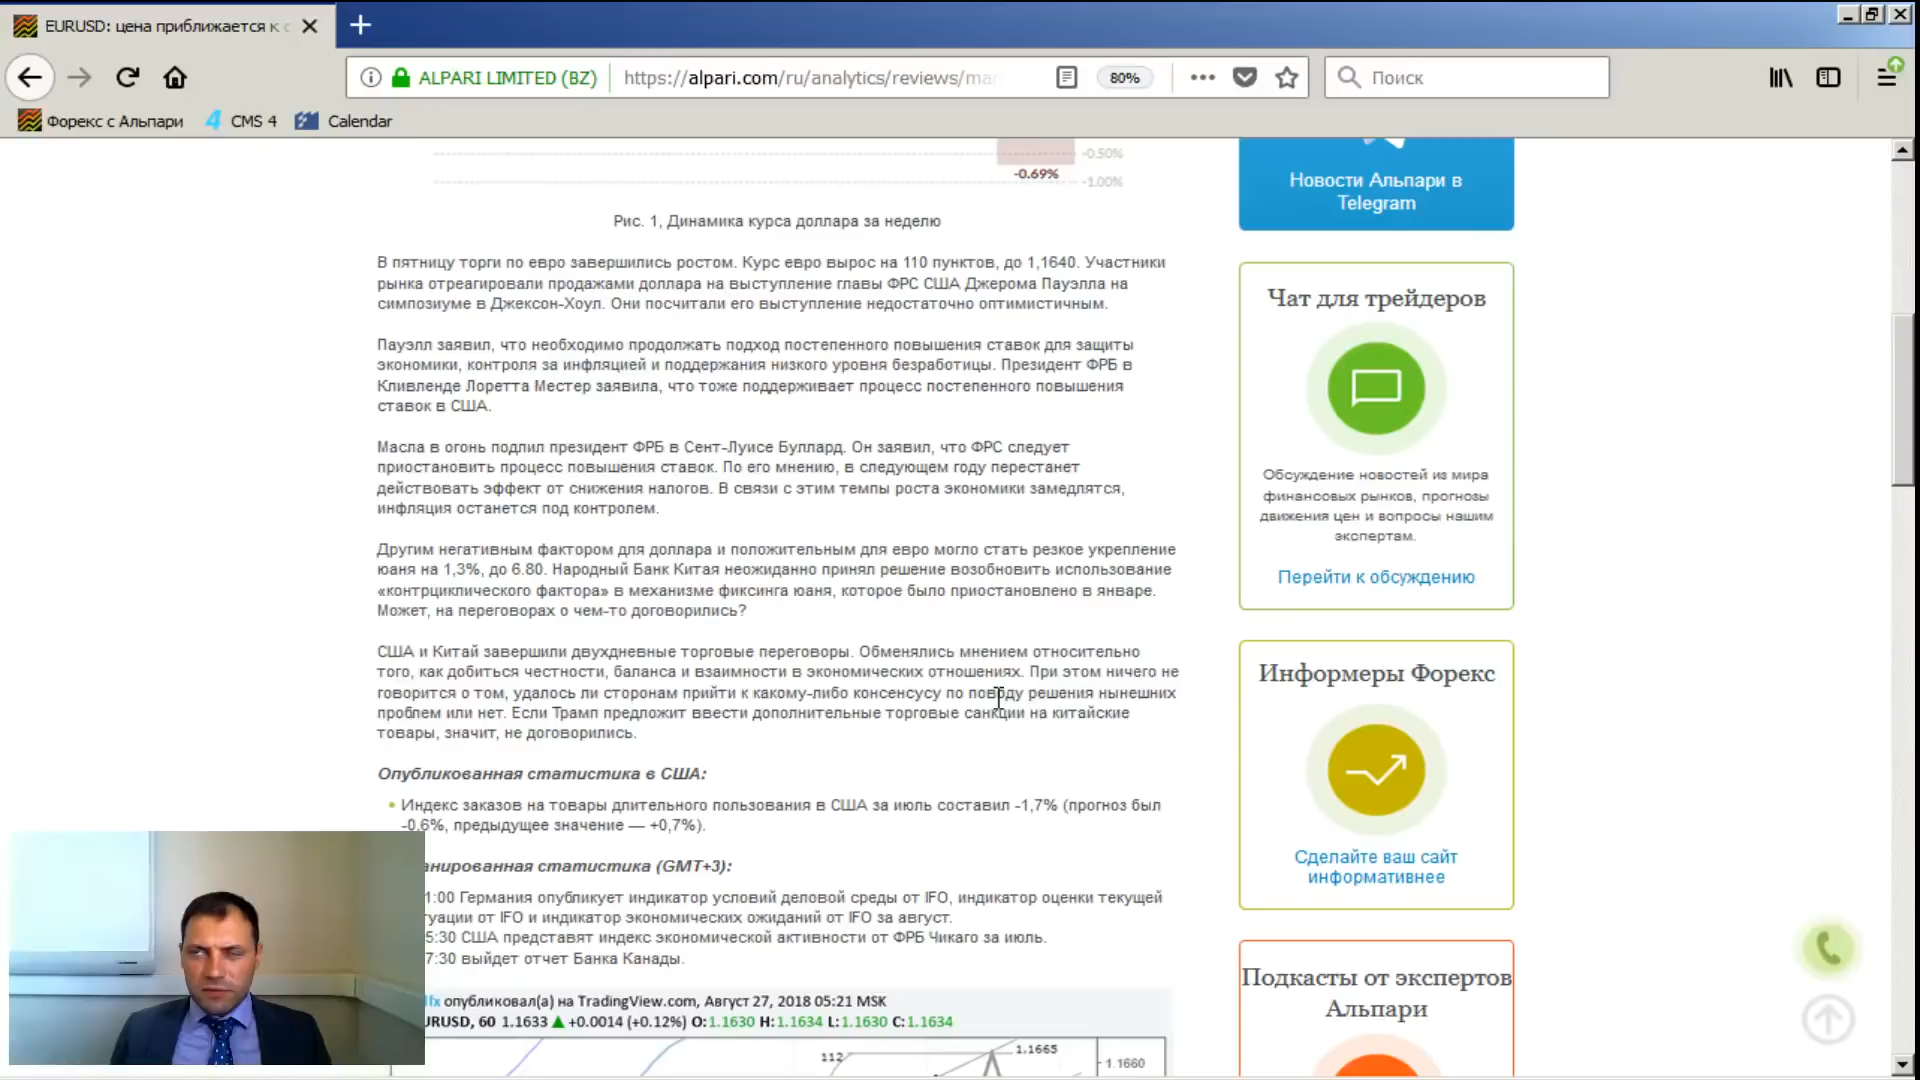 EURUSD: цена приближается к
ALPARI LIMITED (BZ)
https://alpari.com/ru/analytics/reviews/ma
80%
Поиск
Форекс с Альпари
CMS 4
Calendar
-0.50%
-0.69%
-1.00%
Рис. 1, Динамика курса доллара за неделю
В пятницу торги по евро завершились ростом. Курс евро вырос на 110 пунктов, до 1,1640. Участники
рынка отреагировали продажами доллара на выступление главы ФРС США Джерома Пауэлла на
симпозиуме в Джексон-Хоул. Они посчитали его выступление недостаточно оптимистичным.
Пауэлл заявил, что необходимо продолжать подход постепенного повышения ставок для защиты
экономики, контроля за инфляцией и поддержания низкого уровня безработицы. Президент ФРБ в
Кливленде Лоретта Местер заявила, что тоже поддерживает процесс постепенного повышения
ставок в США.
Масла в огонь подлил президент ФРБ в Сент-Луисе Буллард. Он заявил, что ФРС следует
приостановить процесс повышения ставок. По его мнению, в следующем году перестанет
действовать эффект от снижения налогов. В связи с этим темпы роста экономики замедлятся,
инфляция останется под контролем.
Другим негативным фактором для доллара и положительным для евро могло стать резкое укрепление
юаня на 1,3%, до 6.80. Народный Банк Китая неожиданно принял решение возобновить использование
«контрциклического фактора» в механизме фиксинга юаня, которое было приостановлено в январе.
Может, на переговорах о чем-то договорились?
США и Китай завершили двухдневные торговые переговоры. Обменялись мнением относительно
того, как добиться честности, баланса и взаимности в экономических отношениях. При этом ничего не
говорится о том, удалось ли сторонам прийти к какому-либо консенсусу по поводу решения нынешних
проблем или нет. Если Трамп предложит ввести дополнительные торговые санкции на китайские
товары, значит, не договорились.
Опубликованная статистика в США:
Индекс заказов на товары длительного пользования в США за июль составил -1,7% (прогноз был
-0,6%, предыдущее значение — +0,7%).
анированная статистика (GMT+3):
1:00 Германия опубликует индикатор условий деловой среды от IFO, индикатор оценки текущей
туации от IFO и индикатор экономических ожиданий от IFO за август.
5:30 США представят индекс экономической активности от ФРБ Чикаго за июль.
7:30 выйдет отчет Банка Канады.
lfx опубликовал(а) на TradingView.com, Август 27, 2018 05:21 MSK
URUSD, 60 1.1633 ▲ +0.0014 (+0.12%) O:1.1630 H:1.1634 L:1.1630 C:1.1634
112
1.1665
1.1660
Новости Альпари в
Telegram
Чат для трейдеров
Обсуждение новостей из мира
финансовых рынков, прогнозы
движения цен и вопросы нашим
экспертам.
Перейти к обсуждению
Информеры Форекс
Сделайте ваш сайт
информативнее
Подкасты от экспертов
Альпари